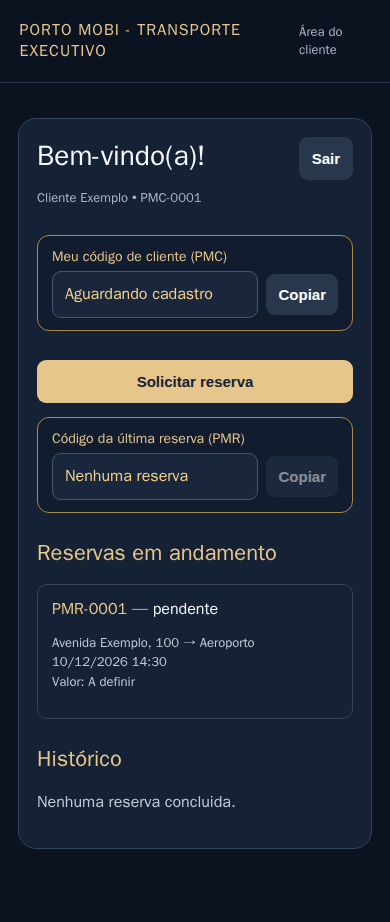 PORTO MOBI - TRANSPORTE
EXECUTIVO
Área do
cliente
Bem-vindo(a)!
Sair
Cliente Exemplo • PMC-0001
Meu código de cliente (PMC)
Aguardando cadastro
Copiar
Solicitar reserva
Código da última reserva (PMR)
Nenhuma reserva
Copiar
Reservas em andamento
PMR-0001 — pendente
Avenida Exemplo, 100 → Aeroporto
10/12/2026 14:30
Valor: A definir
Histórico
Nenhuma reserva concluida.